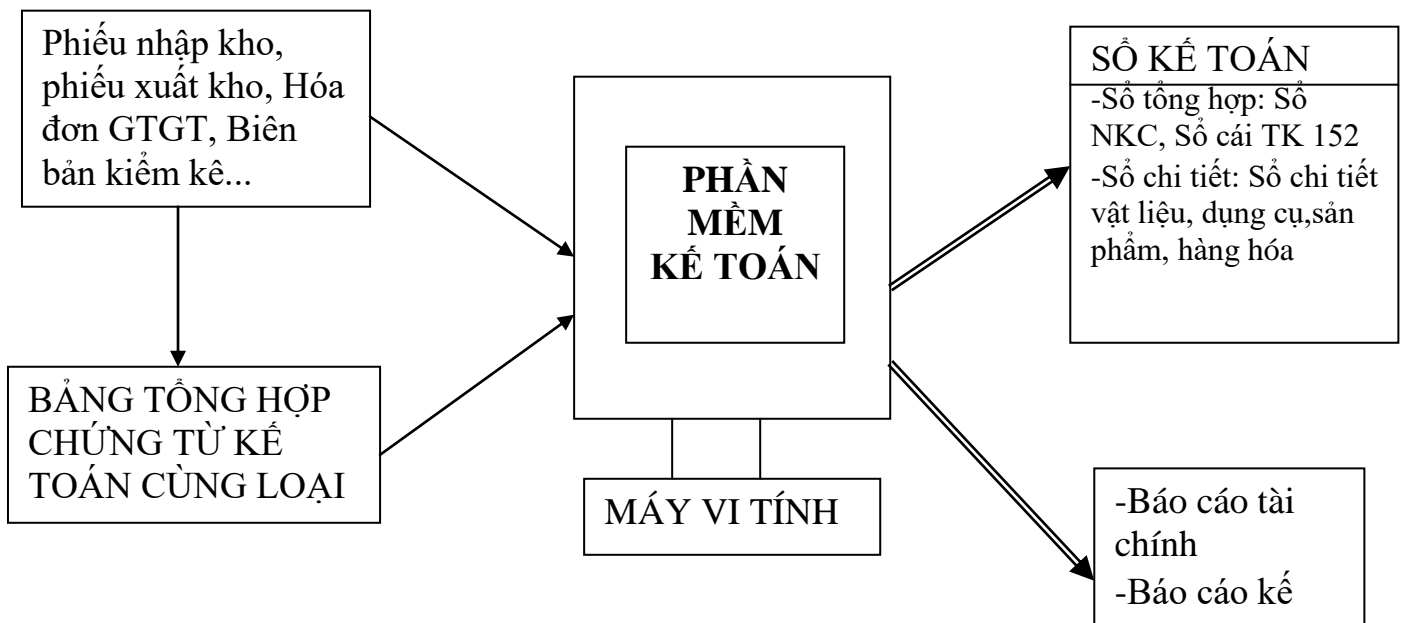 Phiếu nhập kho,
phiếu xuất kho, Hóa
đơn GTGT, Biên
bản kiểm kê...
BẢNG TỔNG HỢP
CHỨNG TỪ KẾ
TOÁN CÙNG LOẠI
PHẦN
MỀM
KẾ TOÁN
MÁY VI TÍNH
SỔ KẾ TOÁN
-Sổ tổng hợp: Sổ
NKC, Sổ cái TK 152
-Sổ chi tiết: Sổ chi tiết
vật liệu, dụng cụ,sản
phẩm, hàng hóa
-Báo cáo tài
chính
-Báo cáo kế